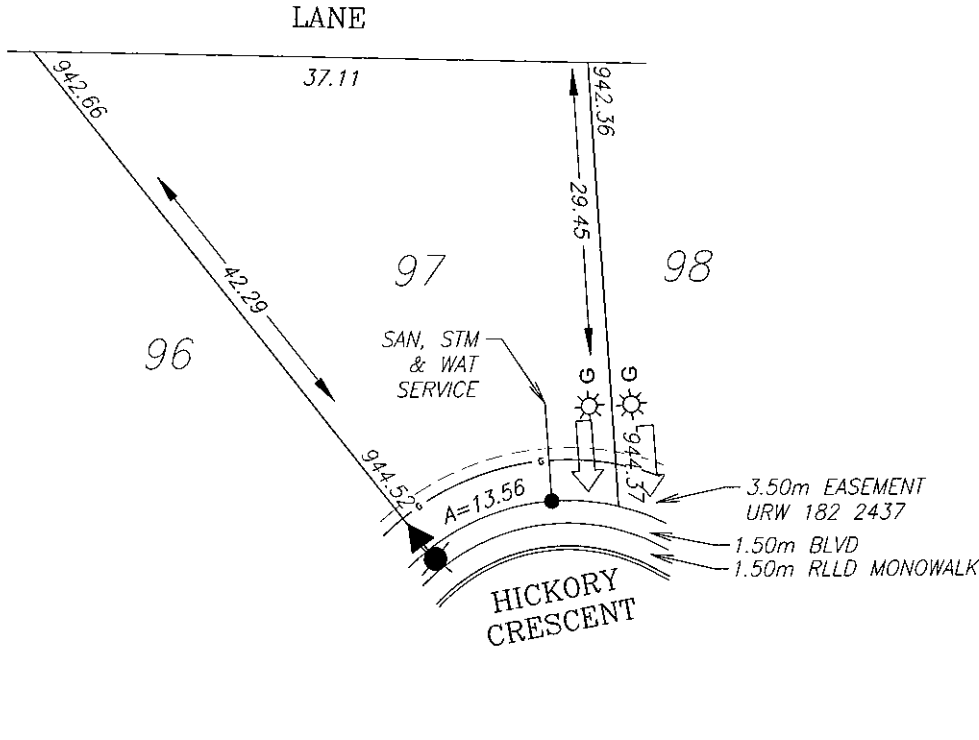 LANE
942.66
37.11
942.36
29.45
42.29
97
98
96
SAN, STM
& WAT
SERVICE
G
G
944.52
A=13.56
944.37
3.50m EASEMENT
URW 182 2437
1.50m BLVD
1.50m RLLD MONOWALK
HICKORY
CRESCENT